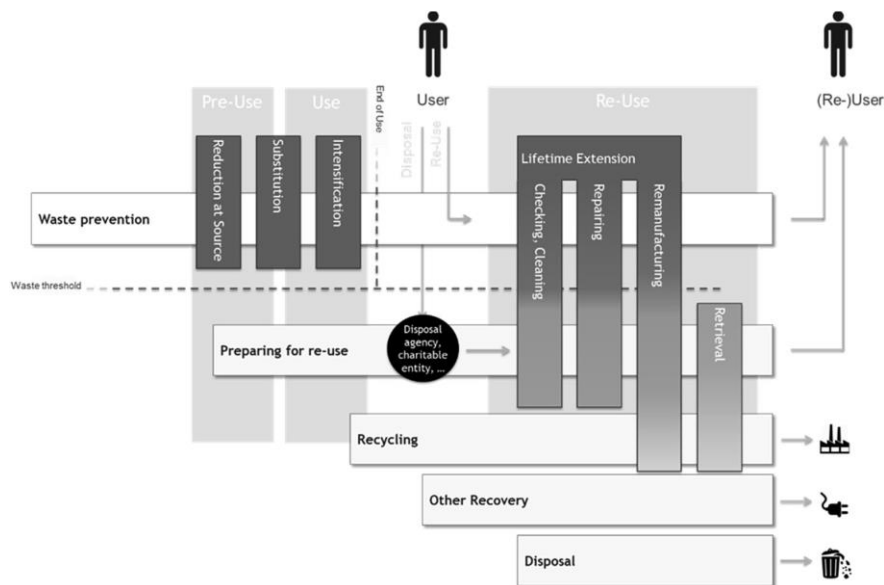 Pre-Use
Use
End of Use
User
Re-Use
(Re-)User
Disposal
Re-Use
Reduction at Source
Substitution
Intensification
Lifetime Extension
Checking, Cleaning
Repairing
Remanufacturing
Waste prevention
Waste threshold
Retrieval
Preparing for re-use
Disposal
agency,
charitable
entity, ...
Recycling
Other Recovery
Disposal